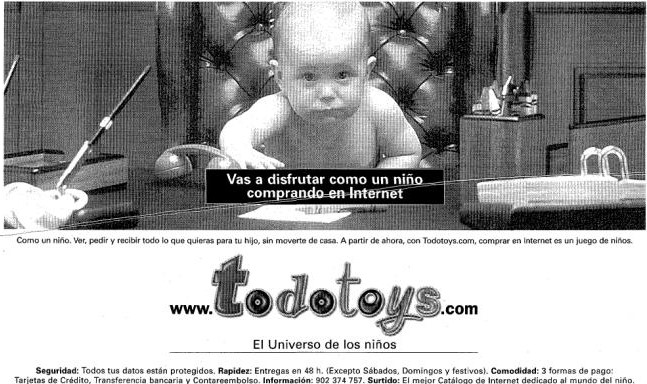 Vas a disfrutar como un niño
comprando en Internet
Como un niño. Ver, pedir y recibir todo lo que quieras para tu hijo, sin moverte de casa. A partir de ahora, con Todotoys.com, comprar en internet es un juego de niños.
www.todotoys.com
El Universo de los niños
Seguridad: Todos tus datos están protegidos. Rapidez: Entregas en 48 h. (Excepto Sábados, Domingos y festivos). Comodidad: 3 formas de pago:
Tarjetas de Crédito, Transferencia bancaria y Contareembolso. Información: 902 374 757. Surtido: El mejor Catálogo de Internet dedicado al mundo del niño.